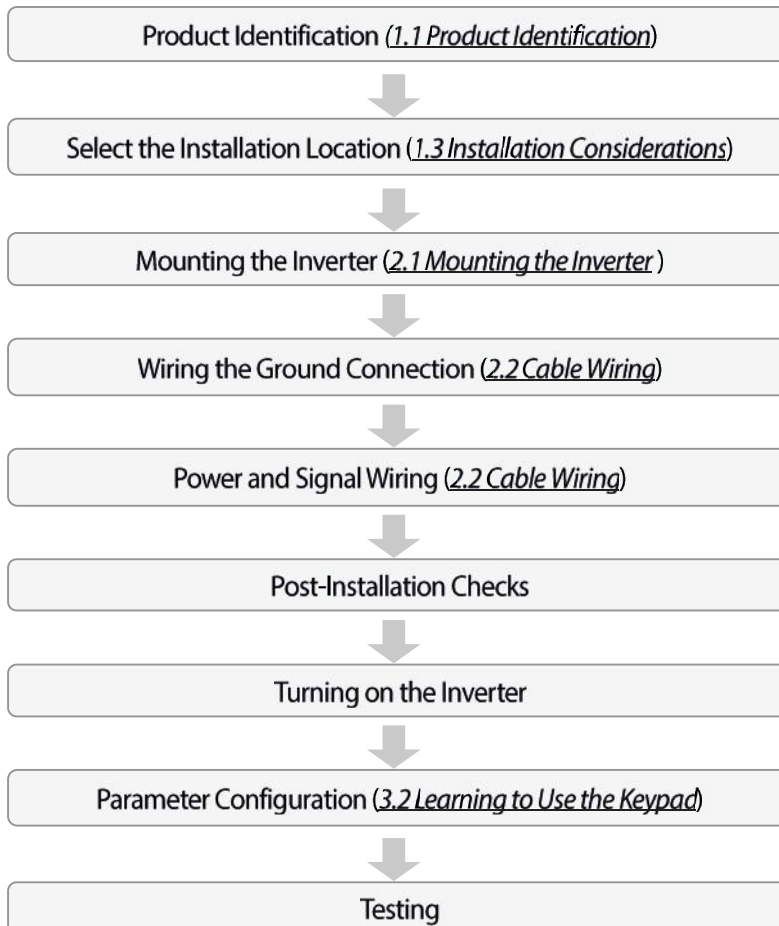 Product Identification (1.1 Product Identification)
Select the Installation Location (1.3 Installation Considerations)
Mounting the Inverter (2.1 Mounting the Inverter )
Wiring the Ground Connection (2.2 Cable Wiring)
Power and Signal Wiring (2.2 Cable Wiring)
Post-Installation Checks
Turning on the Inverter
Parameter Configuration (3.2 Learning to Use the Keypad)
Testing